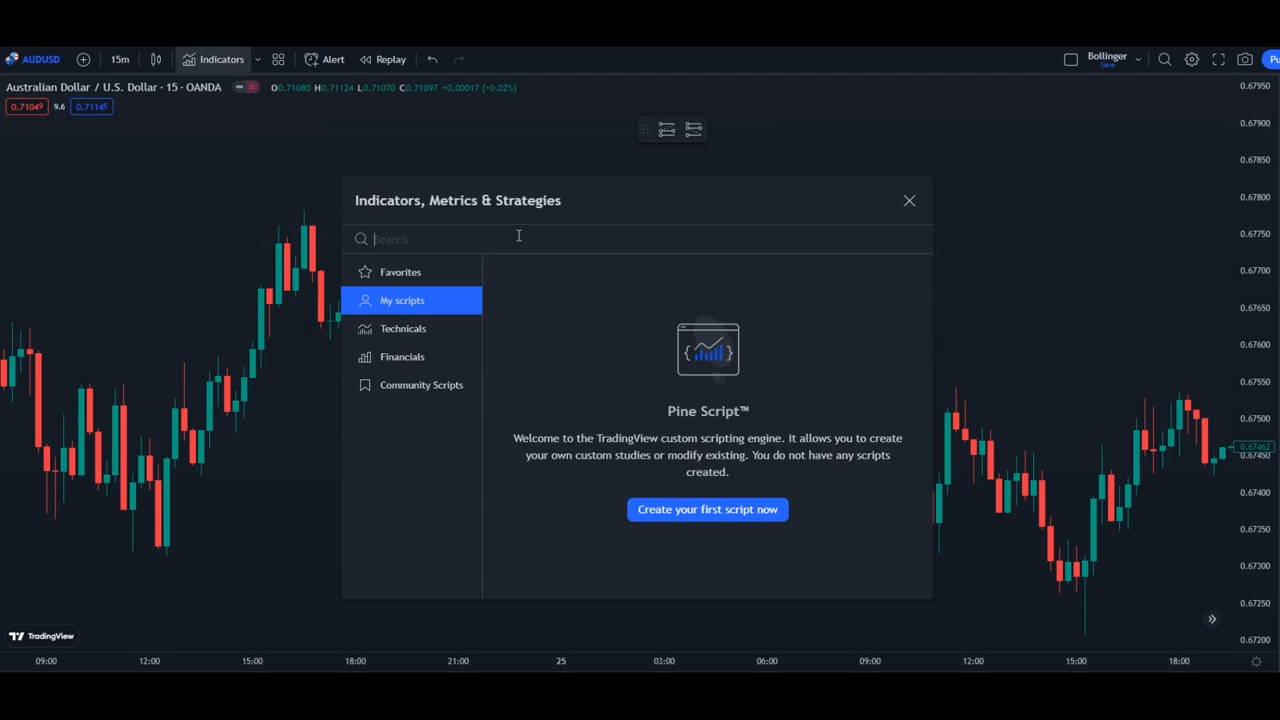 AUDUSD 15m Indicators Alert Replay Bollinger Save Pu
Australian Dollar / U.S. Dollar · 15 · OANDA O0.71080 H0.71124 L0.71070 C0.71097 +0.00017 (+0.02%)
0.71049 9.6 0.71145
Indicators, Metrics & Strategies
Search
Favorites
My scripts
Technicals
Financials
Community Scripts
Pine Script™
Welcome to the TradingView custom scripting engine. It allows you to create
your own custom studies or modify existing. You do not have any scripts
created.
Create your first script now
0.67950
0.67900
0.67850
0.67800
0.67750
0.67700
0.67650
0.67600
0.67550
0.67500
0.67462
0.67450
0.67400
0.67350
0.67300
0.67250
0.67200
TradingView
09:00 12:00 15:00 18:00 21:00 25 03:00 06:00 09:00 12:00 15:00 18:00